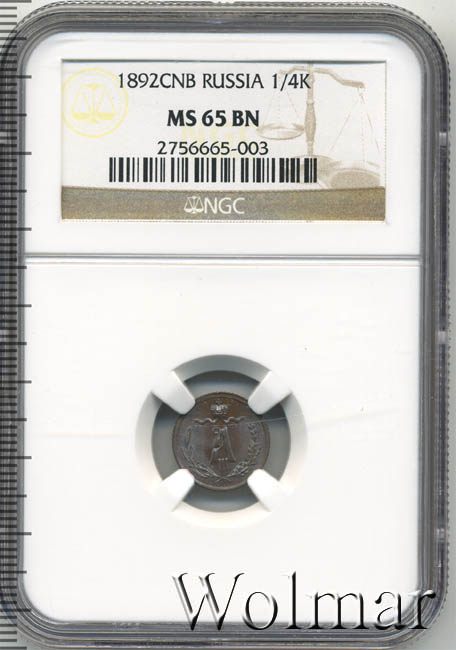 1892CNB RUSSIA 1/4K
MS 65 BN
2756665-003
NGC
Wolmar